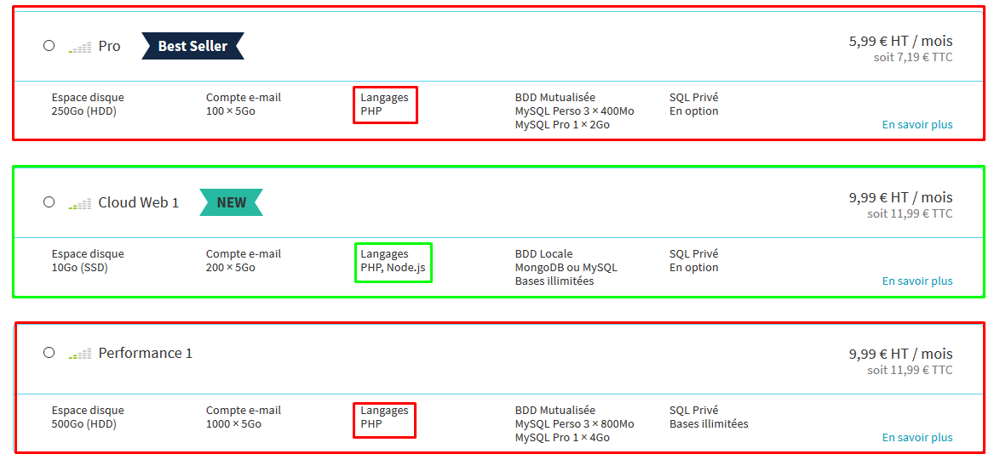 Pro
Best Seller
5,99 € HT / mois
soit 7,19 € TTC
Espace disque
250Go (HDD)
Compte e-mail
100 × 5Go
Langages
PHP
BDD Mutualisée
MySQL Perso 3 × 400Mo
MySQL Pro 1 × 2Go
SQL Privé
En option
En savoir plus
Cloud Web 1
NEW
9,99 € HT / mois
soit 11,99 € TTC
Espace disque
10Go (SSD)
Compte e-mail
200 × 5Go
Langages
PHP, Node.js
BDD Locale
MongoDB ou MySQL
Bases illimitées
SQL Privé
En option
En savoir plus
Performance 1
9,99 € HT / mois
soit 11,99 € TTC
Espace disque
500Go (HDD)
Compte e-mail
1000 × 5Go
Langages
PHP
BDD Mutualisée
MySQL Perso 3 × 800Mo
MySQL Pro 1 × 4Go
SQL Privé
Bases illimitées
En savoir plus